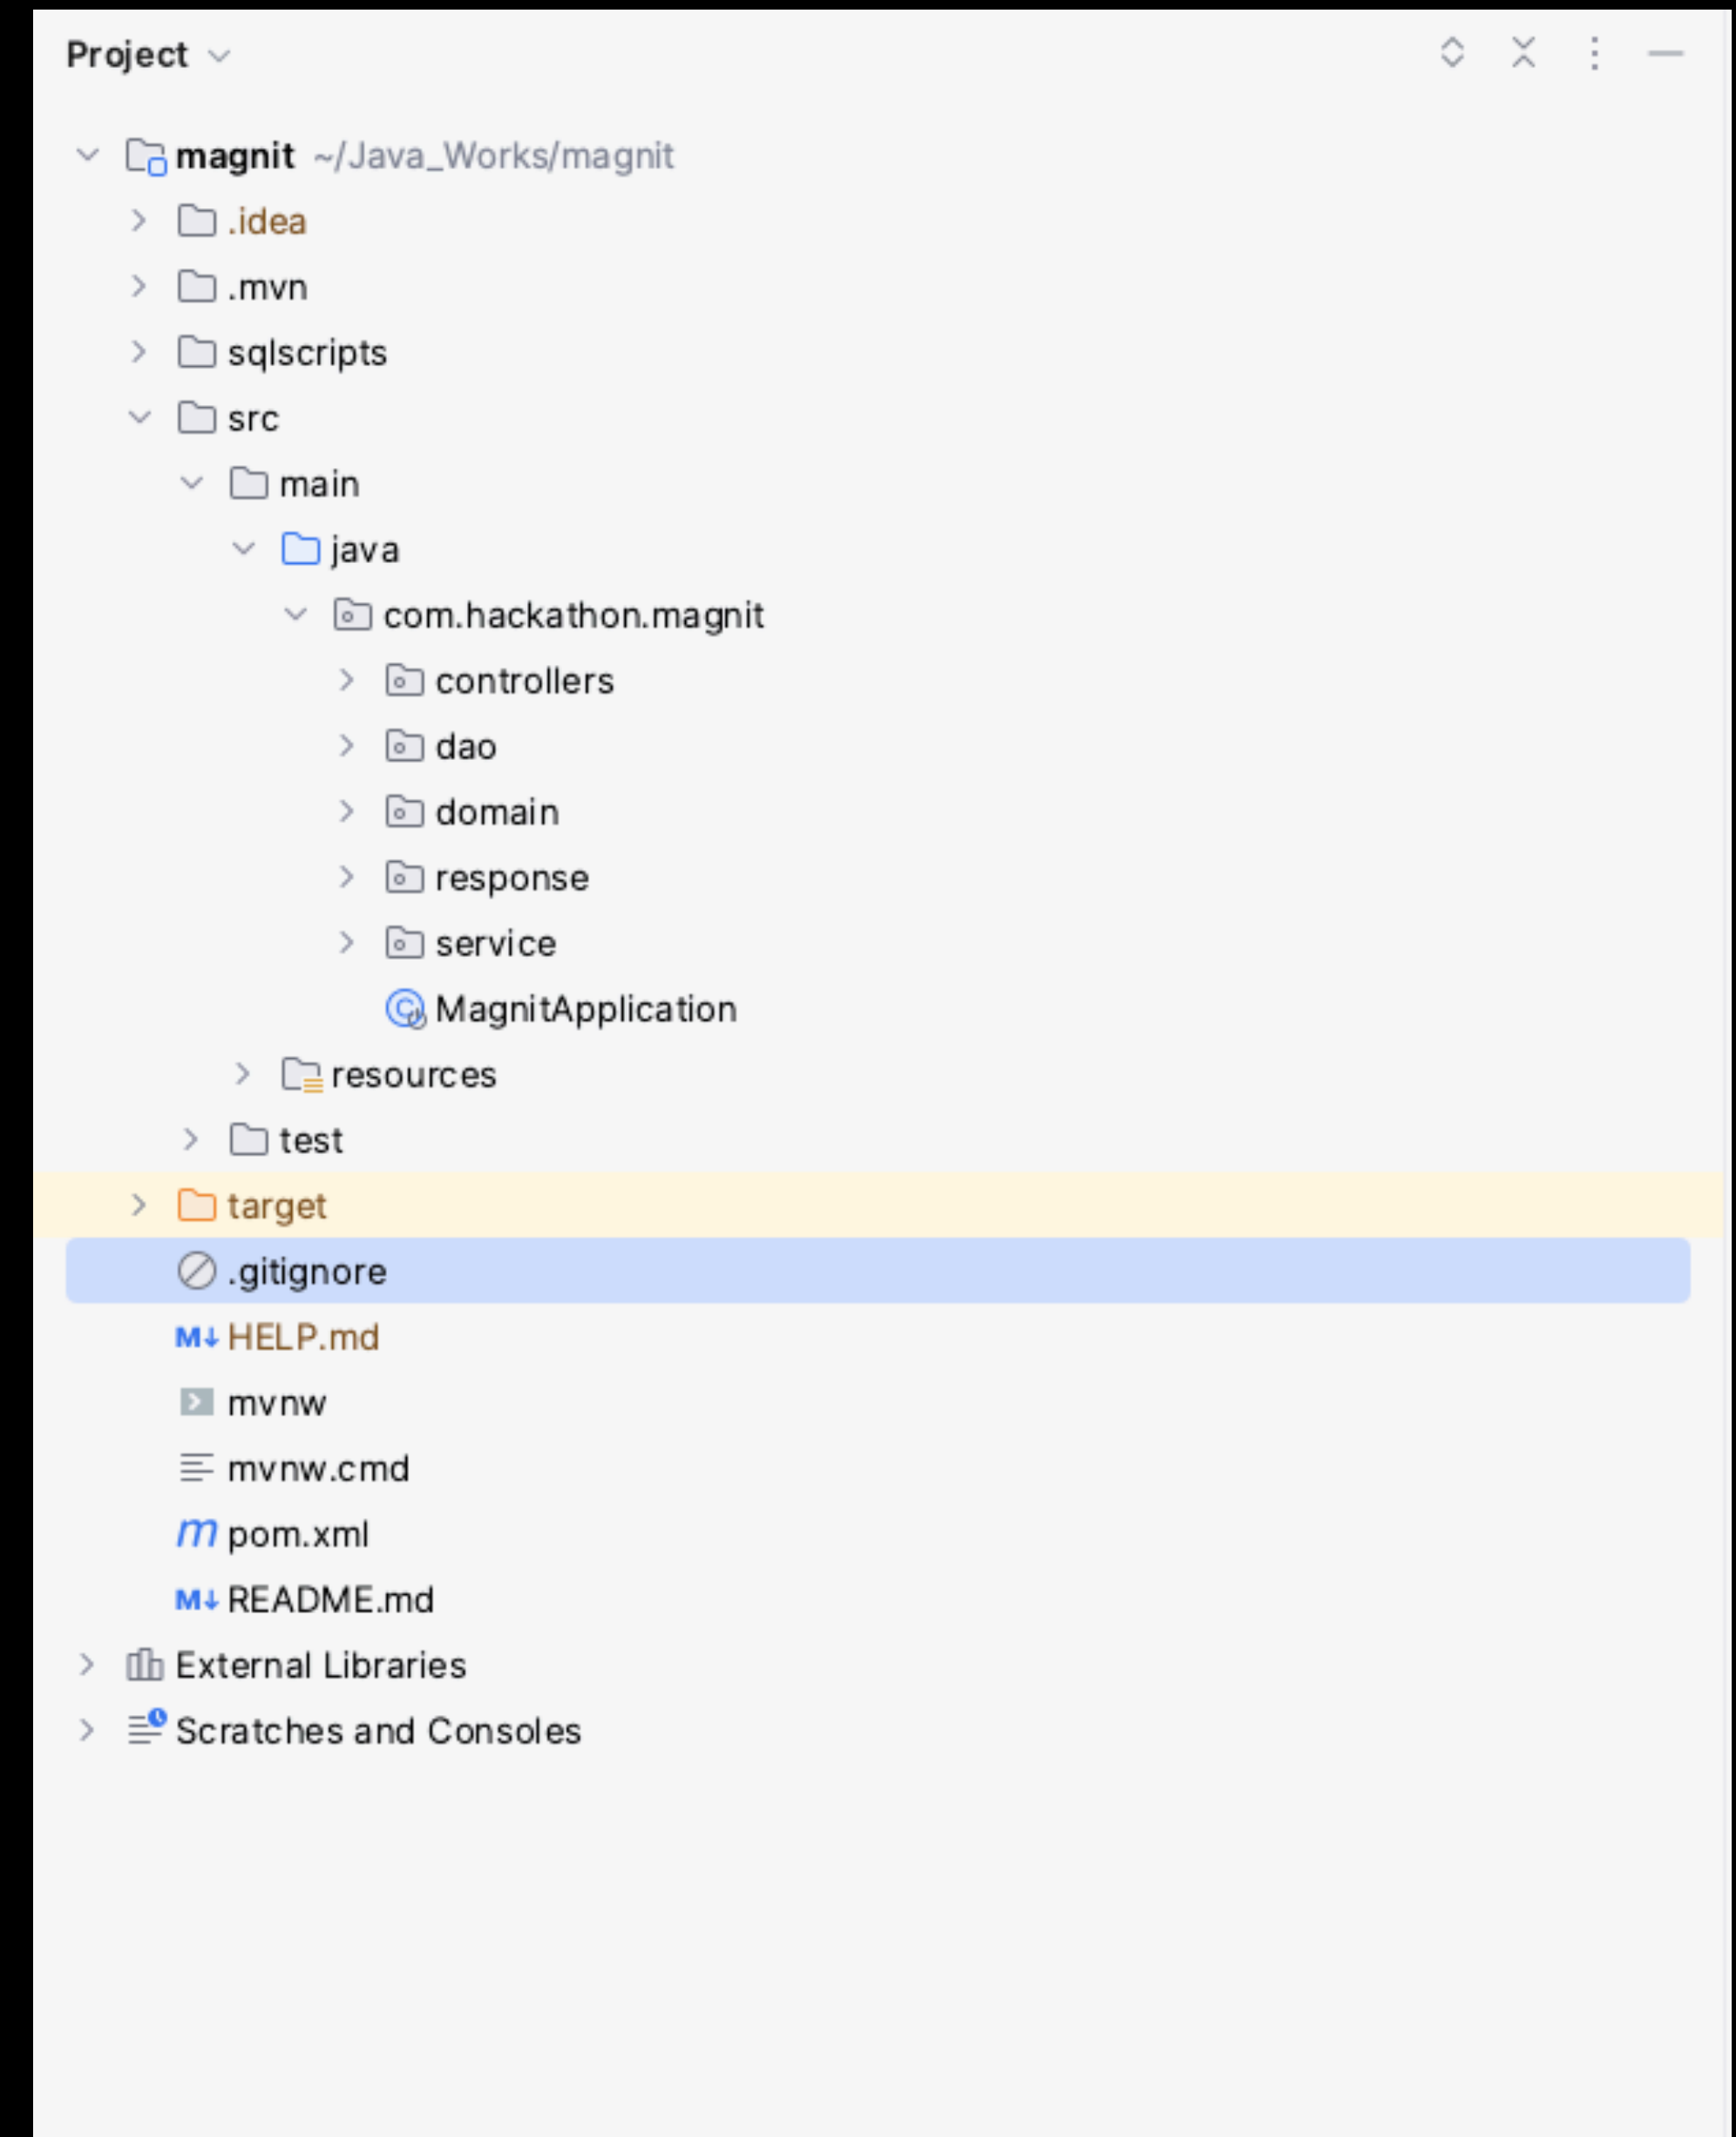 Project
magnit ~/Java_Works/magnit
.idea
.mvn
sqlscripts
src
main
java
com.hackathon.magnit
controllers
dao
domain
response
service
MagnitApplication
resources
test
target
.gitignore
M↓ HELP.md
mvnw
mvnw.cmd
m pom.xml
M↓ README.md
External Libraries
Scratches and Consoles